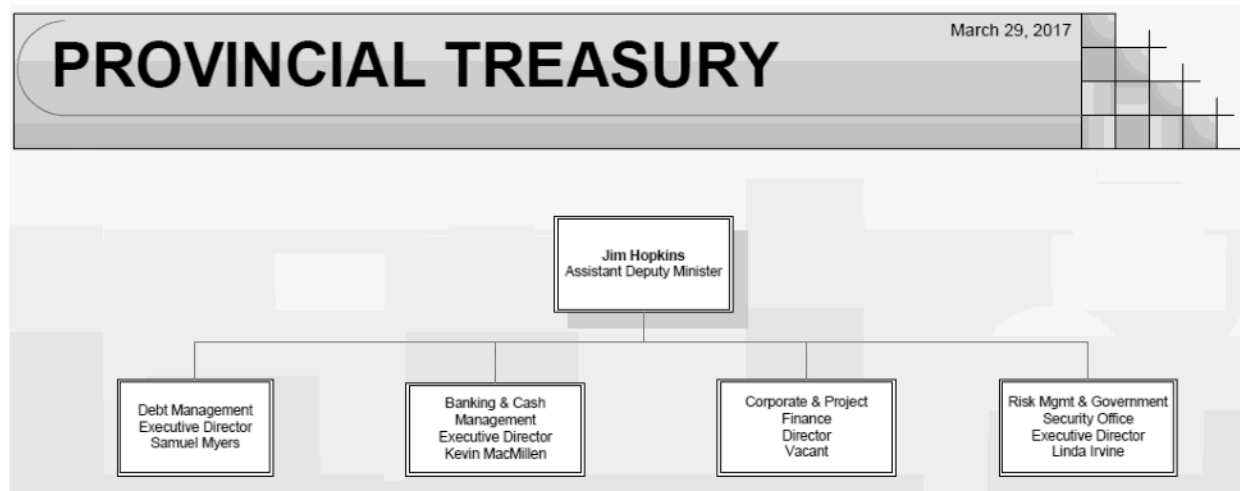 March 29, 2017
PROVINCIAL TREASURY
Jim Hopkins
Assistant Deputy Minister
Debt Management
Executive Director
Samuel Myers
Banking & Cash
Management
Executive Director
Kevin MacMillen
Corporate & Project
Finance
Director
Vacant
Risk Mgmt & Government
Security Office
Executive Director
Linda Irvine